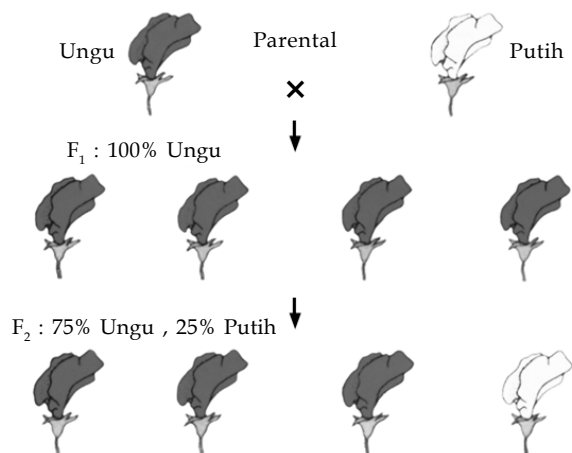 Ungu Parental Putih
×
F₁ : 100% Ungu
F₂ : 75% Ungu , 25% Putih